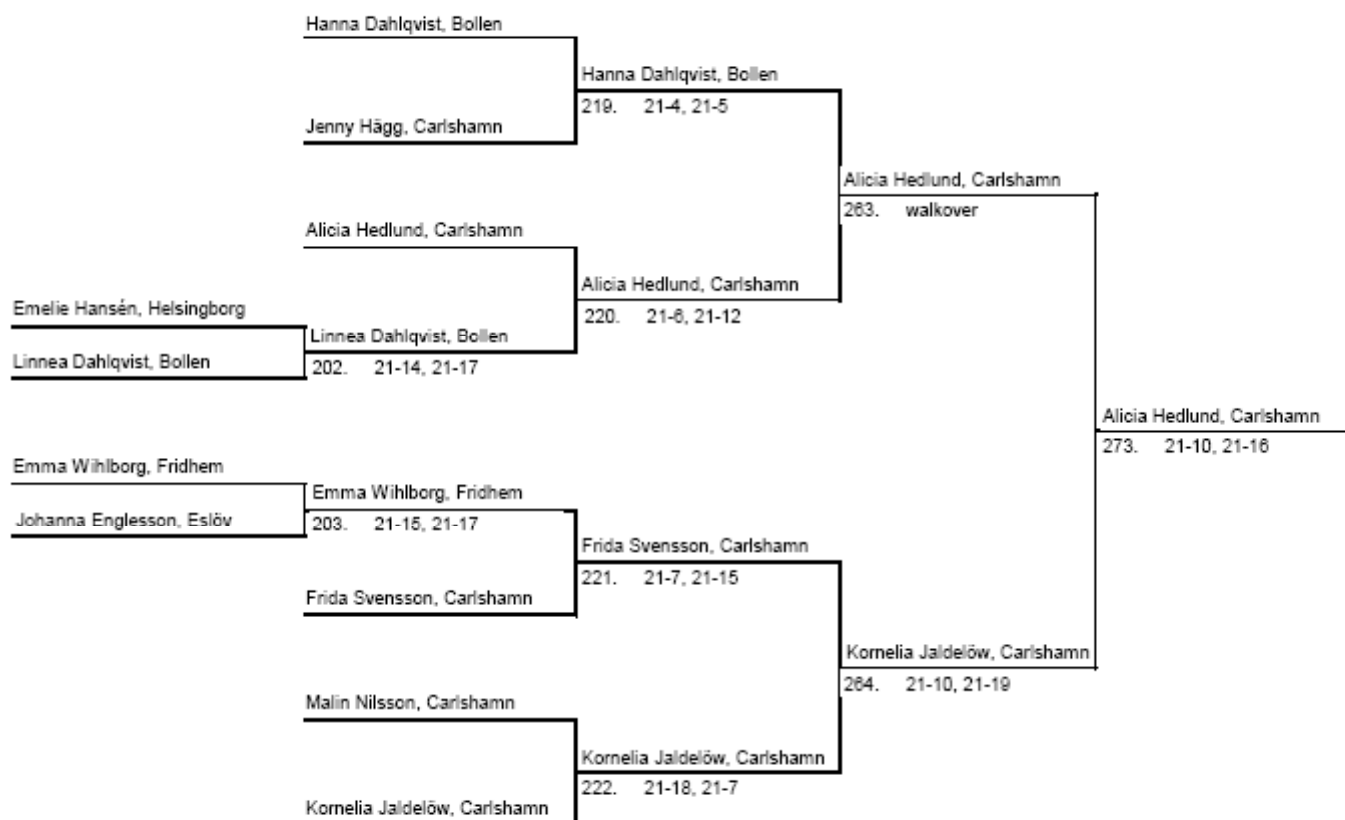 Hanna Dahlqvist, Bollen
Hanna Dahlqvist, Bollen
219. 21-4, 21-5
Jenny Hägg, Carlshamn
Alicia Hedlund, Carlshamn
263. walkover
Alicia Hedlund, Carlshamn
Alicia Hedlund, Carlshamn
220. 21-6, 21-12
Emelie Hansén, Helsingborg
Linnea Dahlqvist, Bollen
202. 21-14, 21-17
Linnea Dahlqvist, Bollen
Alicia Hedlund, Carlshamn
273. 21-10, 21-16
Emma Wihlborg, Fridhem
Emma Wihlborg, Fridhem
203. 21-15, 21-17
Johanna Englesson, Eslöv
Frida Svensson, Carlshamn
221. 21-7, 21-15
Frida Svensson, Carlshamn
Kornelia Jaldelöw, Carlshamn
264. 21-10, 21-19
Malin Nilsson, Carlshamn
Kornelia Jaldelöw, Carlshamn
222. 21-18, 21-7
Kornelia Jaldelöw, Carlshamn